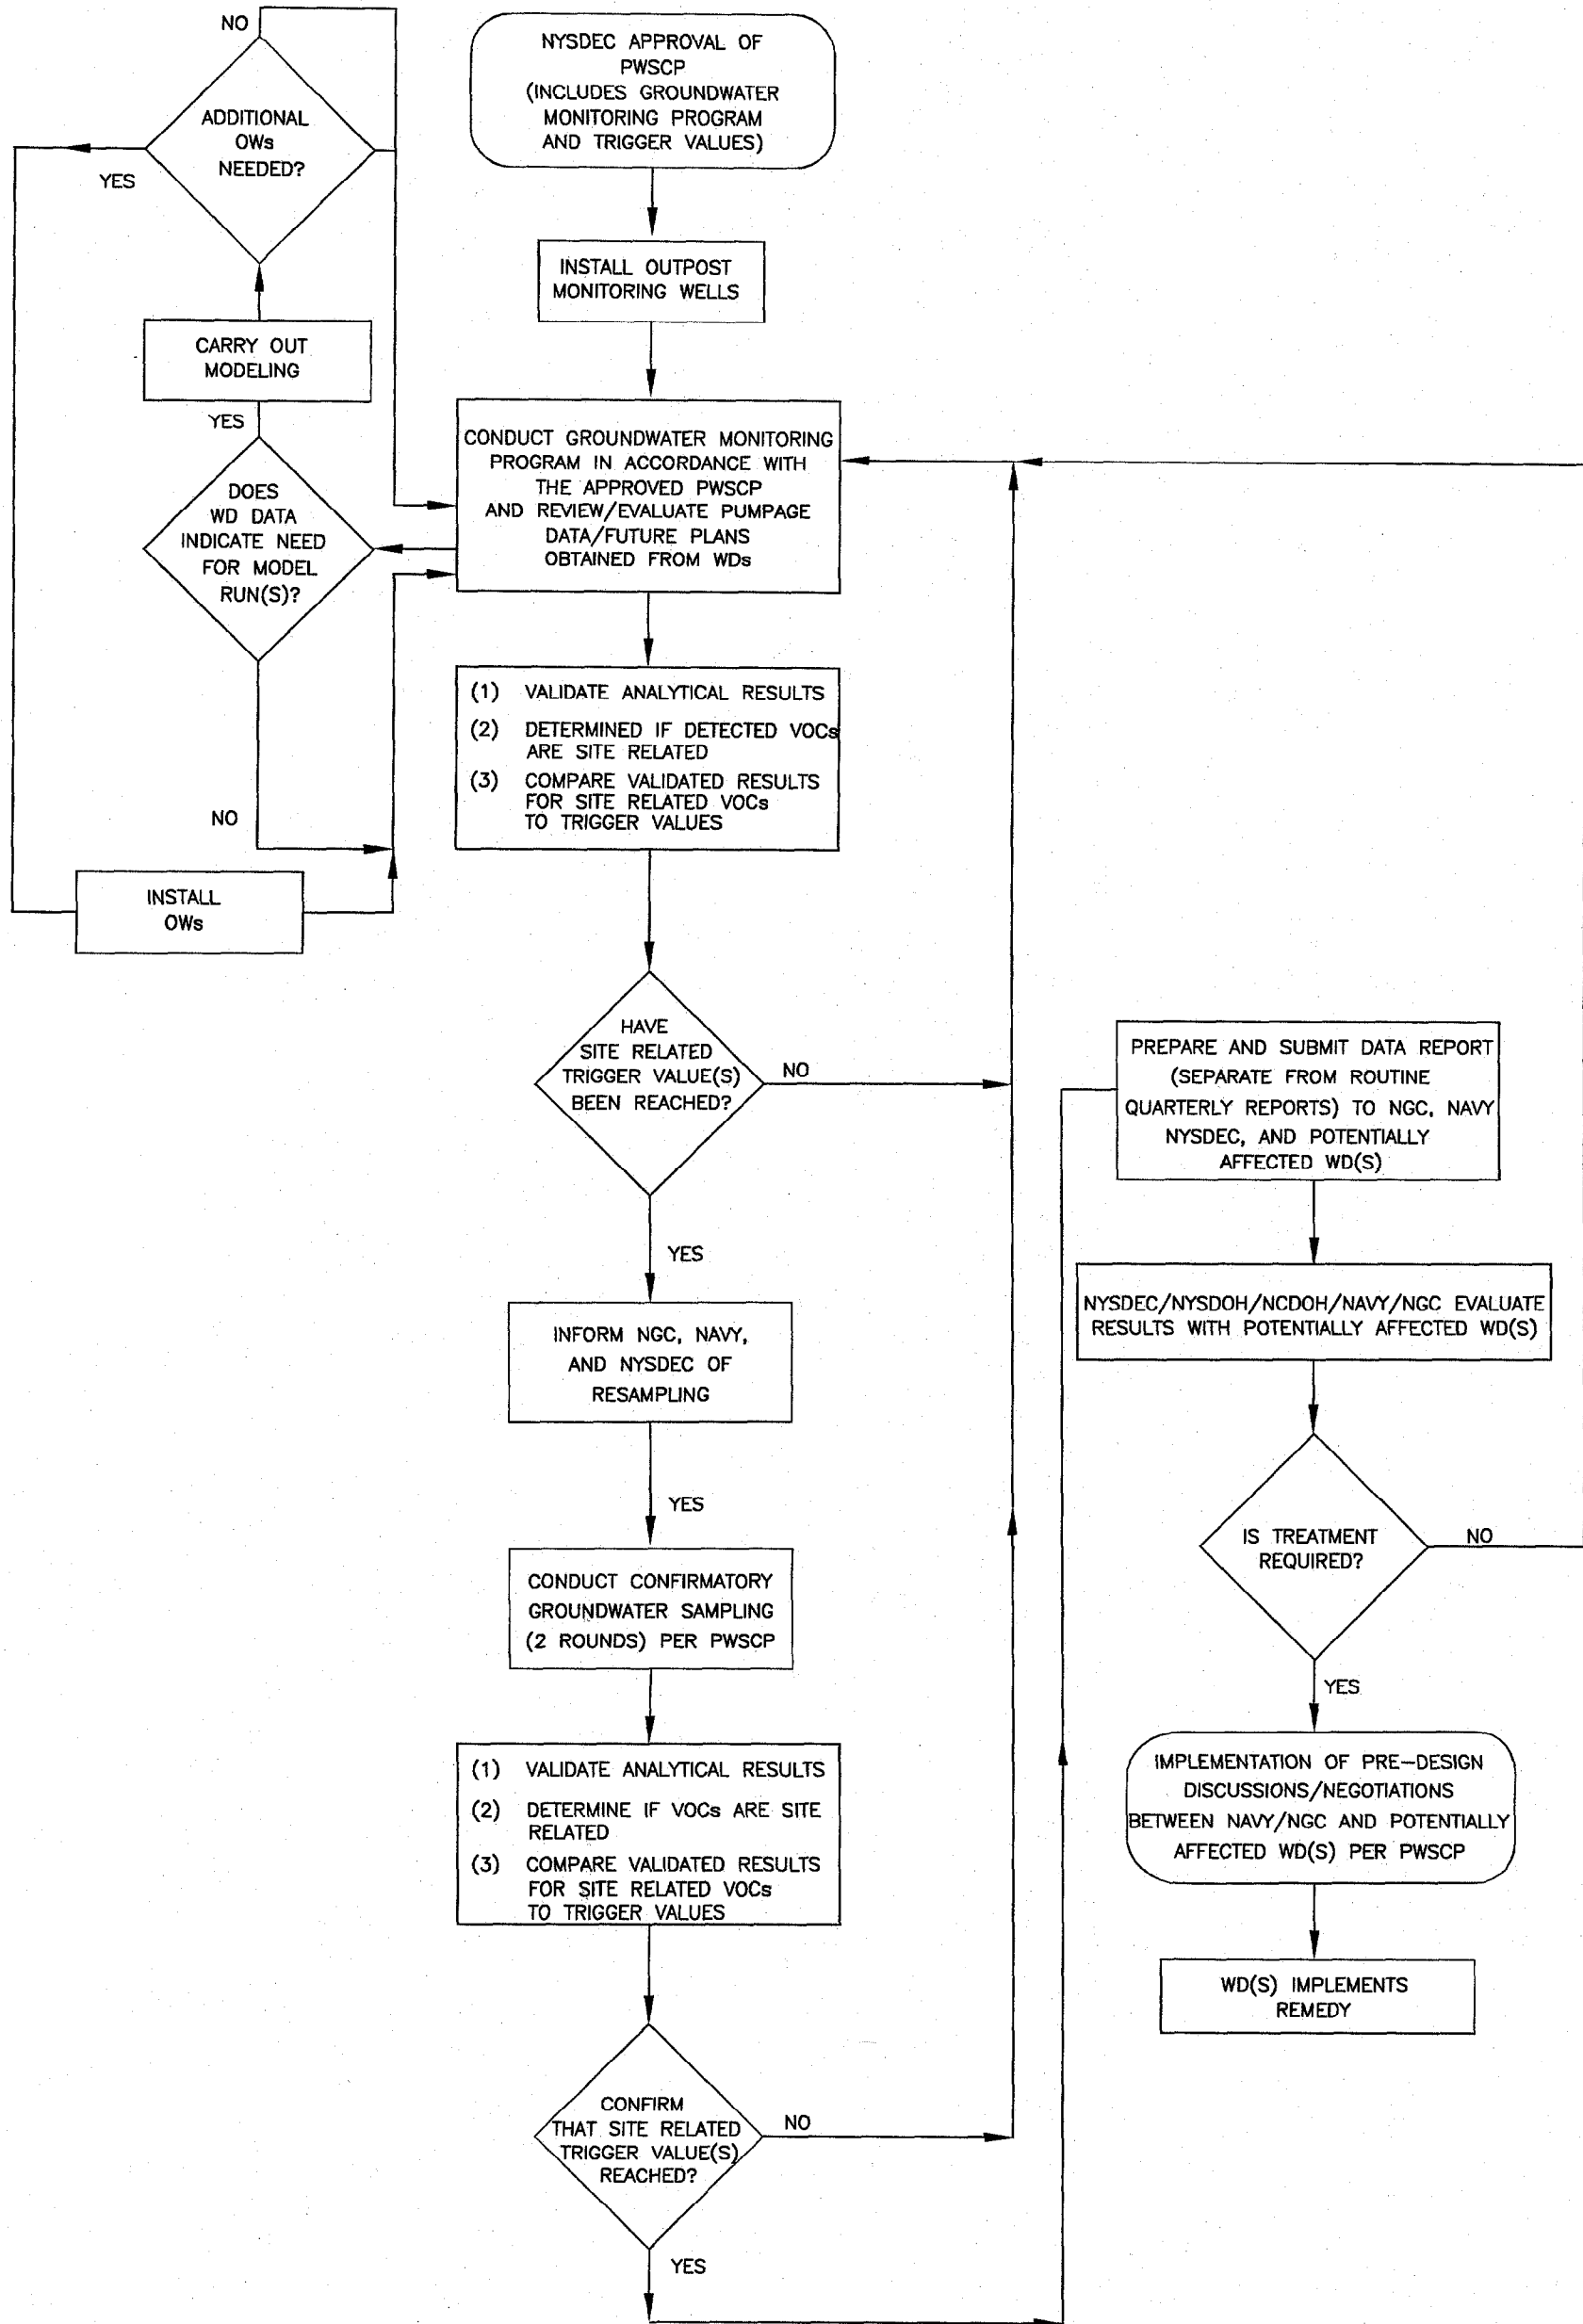 NO
ADDITIONAL
OWs
NEEDED?
YES
CARRY OUT
MODELING
YES
DOES
WD DATA
INDICATE NEED
FOR MODEL
RUN(S)?
NO
INSTALL
OWs
NYSDEC APPROVAL OF
PWSCP
(INCLUDES GROUNDWATER
MONITORING PROGRAM
AND TRIGGER VALUES)
INSTALL OUTPOST
MONITORING WELLS
CONDUCT GROUNDWATER MONITORING
PROGRAM IN ACCORDANCE WITH
THE APPROVED PWSCP
AND REVIEW/EVALUATE PUMPAGE
DATA/FUTURE PLANS
OBTAINED FROM WDs
(1) VALIDATE ANALYTICAL RESULTS
(2) DETERMINED IF DETECTED VOCs
ARE SITE RELATED
(3) COMPARE VALIDATED RESULTS
FOR SITE RELATED VOCs
TO TRIGGER VALUES
HAVE
SITE RELATED
TRIGGER VALUE(S)
BEEN REACHED?
NO
YES
INFORM NGC, NAVY,
AND NYSDEC OF
RESAMPLING
YES
CONDUCT CONFIRMATORY
GROUNDWATER SAMPLING
(2 ROUNDS) PER PWSCP
(1) VALIDATE ANALYTICAL RESULTS
(2) DETERMINE IF VOCs ARE SITE
RELATED
(3) COMPARE VALIDATED RESULTS
FOR SITE RELATED VOCs
TO TRIGGER VALUES
CONFIRM
THAT SITE RELATED
TRIGGER VALUE(S)
REACHED?
NO
YES
PREPARE AND SUBMIT DATA REPORT
(SEPARATE FROM ROUTINE
QUARTERLY REPORTS) TO NGC, NAVY
NYSDEC, AND POTENTIALLY
AFFECTED WD(S)
NYSDEC/NYSDOH/NCDOH/NAVY/NGC EVALUATE
RESULTS WITH POTENTIALLY AFFECTED WD(S)
IS TREATMENT
REQUIRED?
NO
YES
IMPLEMENTATION OF PRE-DESIGN
DISCUSSIONS/NEGOTIATIONS
BETWEEN NAVY/NGC AND POTENTIALLY
AFFECTED WD(S) PER PWSCP
WD(S) IMPLEMENTS
REMEDY